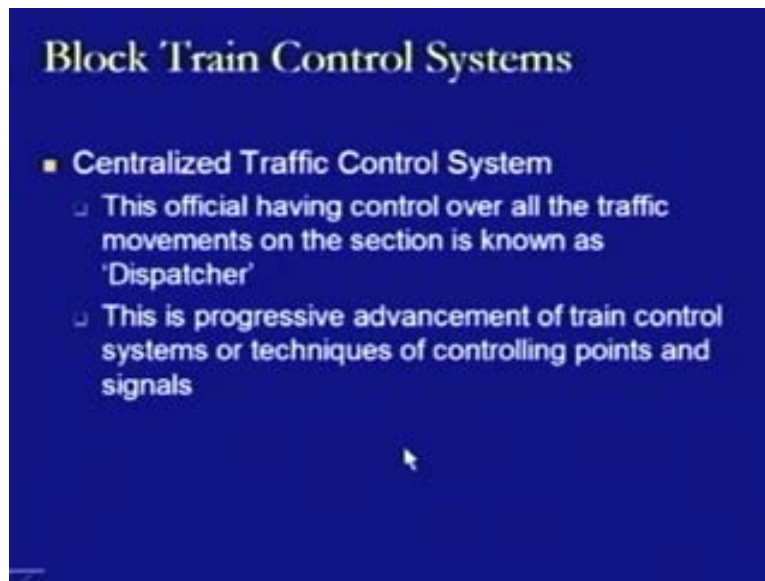 Block Train Control Systems
Centralized Traffic Control System
This official having control over all the traffic
movements on the section is known as
'Dispatcher'
This is progressive advancement of train control
systems or techniques of controlling points and
signals